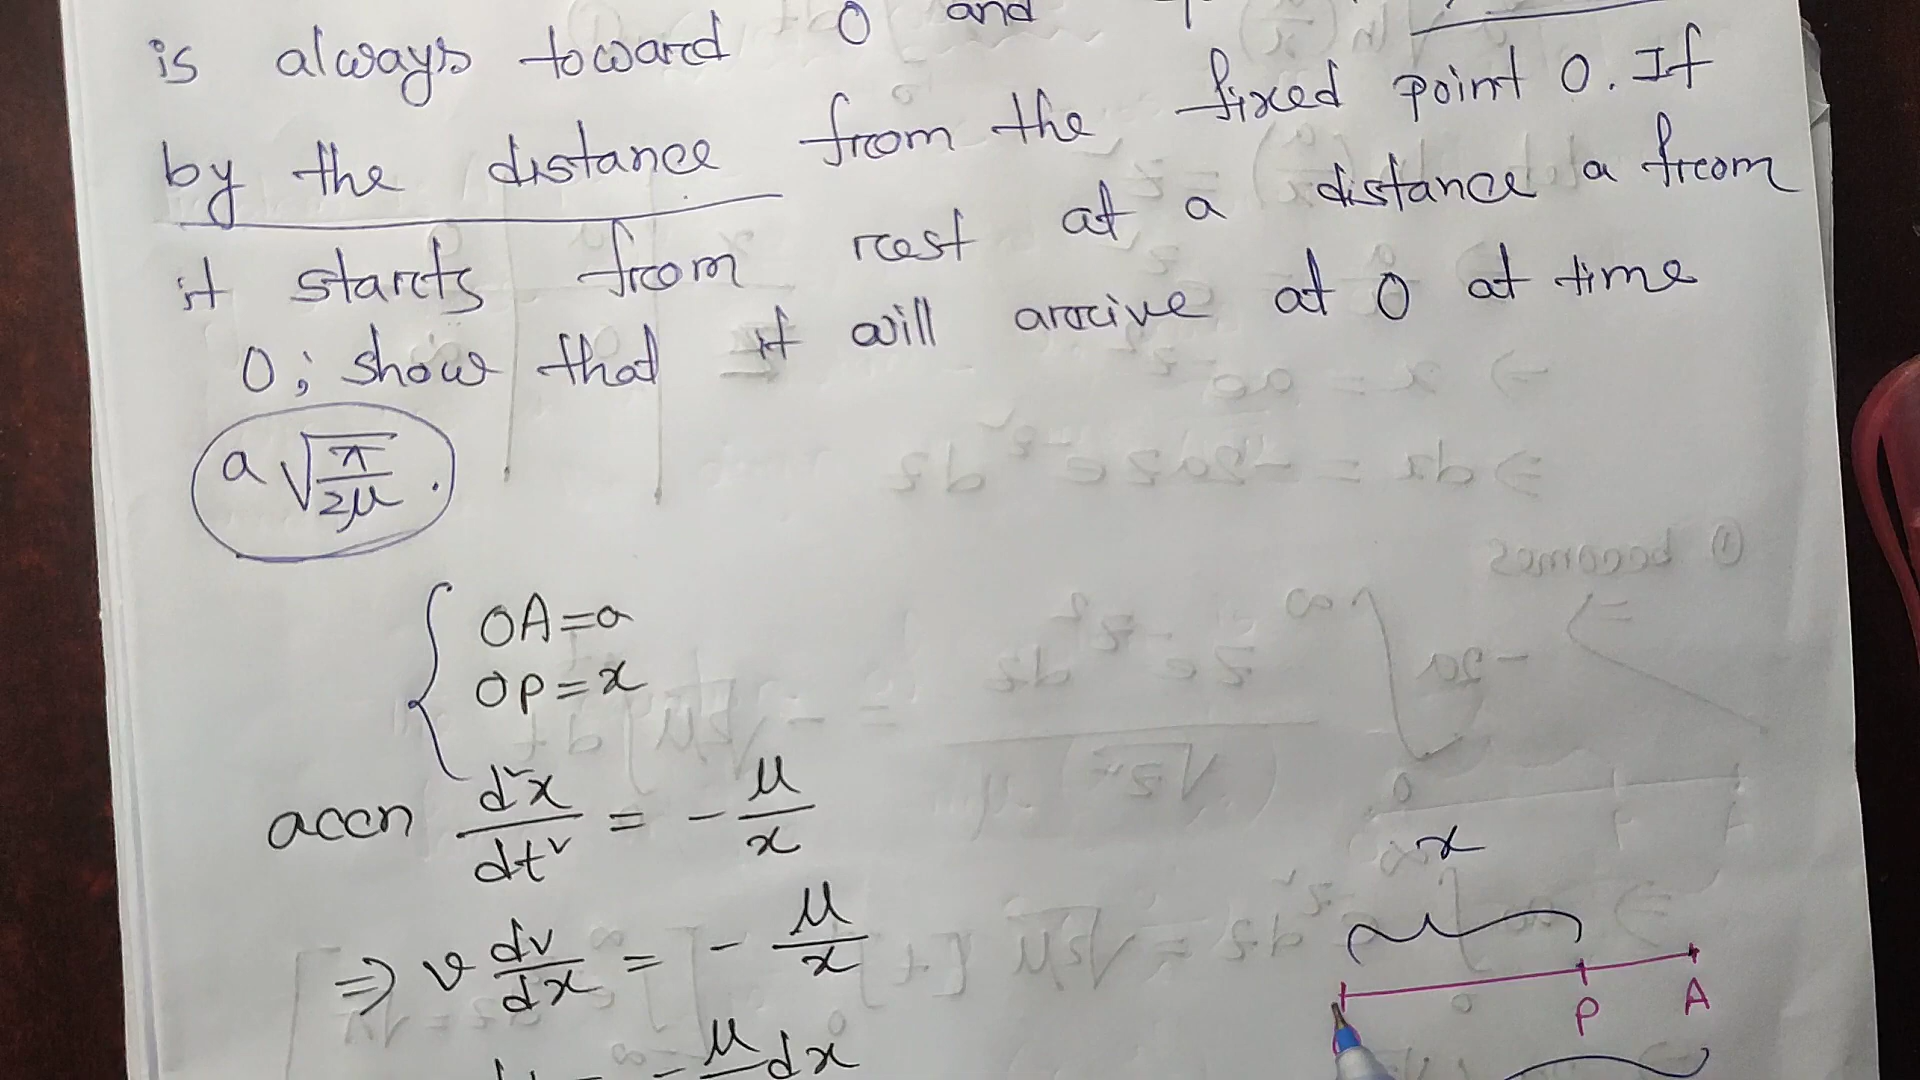 is always toward O and
by the distance from the fixed point O. If
it starts from rest at a distance a from
O; show that it will arrive at O at time
a √(π/2μ).
OA=a
OP=x
accn d²x/dt² = - μ/x
⇒ v dv/dx = - μ/x
= - μ dx
x
P A